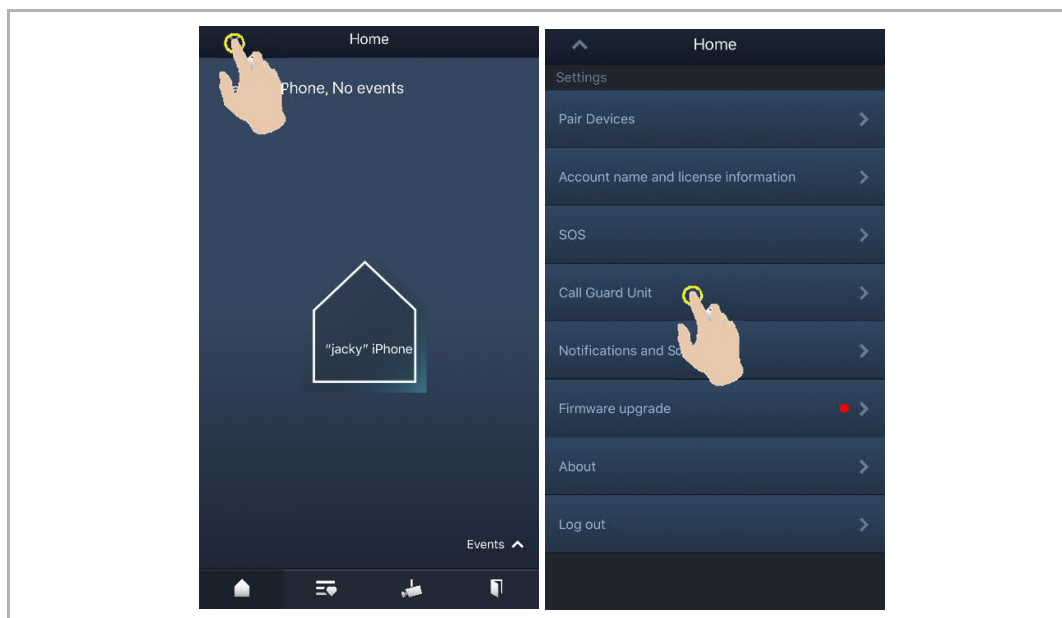 Home
Phone, No events
"jacky" iPhone
Events
Home
Settings
Pair Devices
Account name and license information
SOS
Call Guard Unit
Notifications and
Firmware upgrade
About
Log out